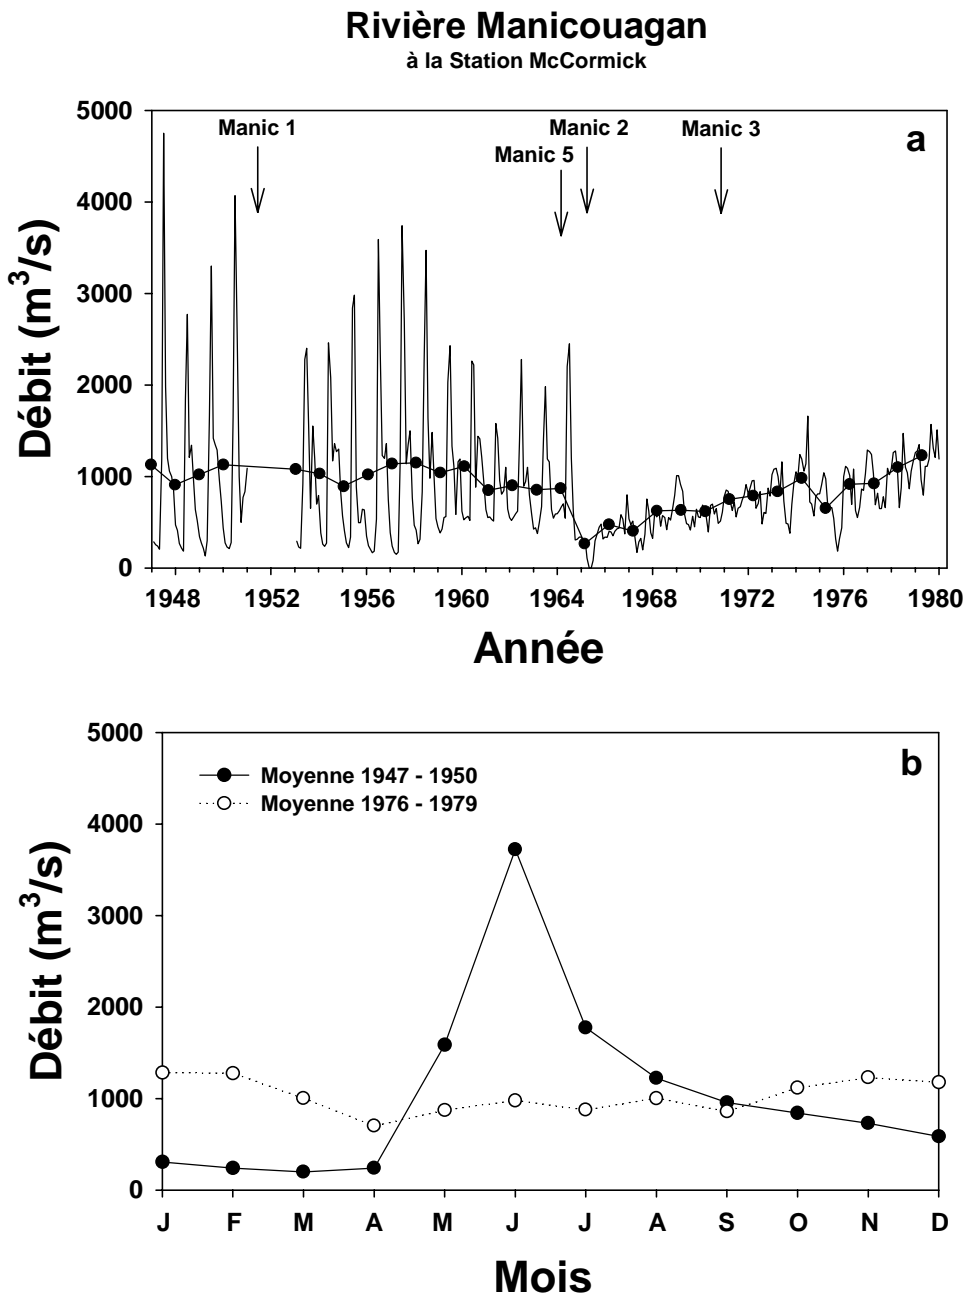 Rivière Manicouagan
à la Station McCormick
5000
4000
3000
2000
1000
0
Débit (m³/s)
Manic 1
Manic 5
Manic 2
Manic 3
a
1948 1952 1956 1960 1964 1968 1972 1976 1980
Année
5000
4000
3000
2000
1000
0
Débit (m³/s)
Moyenne 1947 - 1950
Moyenne 1976 - 1979
b
J F M A M J J A S O N D
Mois